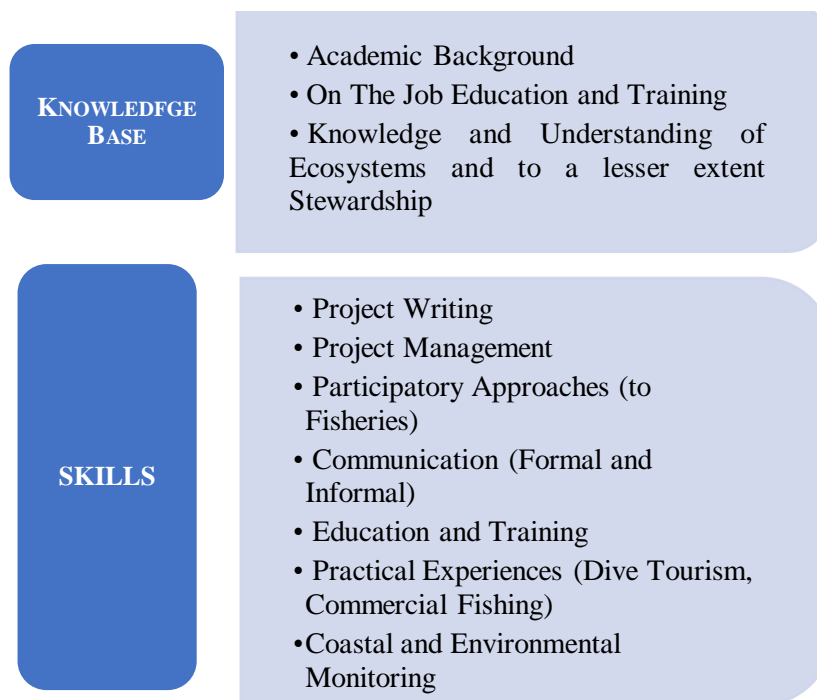 KNOWLEDFGE
BASE
• Academic Background
• On The Job Education and Training
• Knowledge and Understanding of
Ecosystems and to a lesser extent
Stewardship
SKILLS
• Project Writing
• Project Management
• Participatory Approaches (to
Fisheries)
• Communication (Formal and
Informal)
• Education and Training
• Practical Experiences (Dive Tourism,
Commercial Fishing)
•Coastal and Environmental
Monitoring